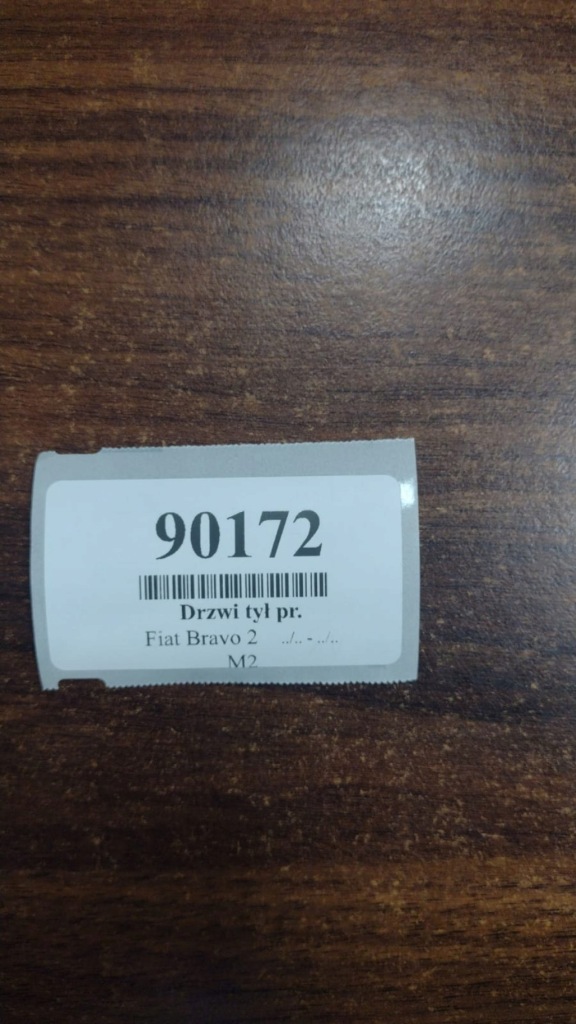 90172
Drzwi tył pr.
Fiat Bravo 2 ../.. - ../..
M2